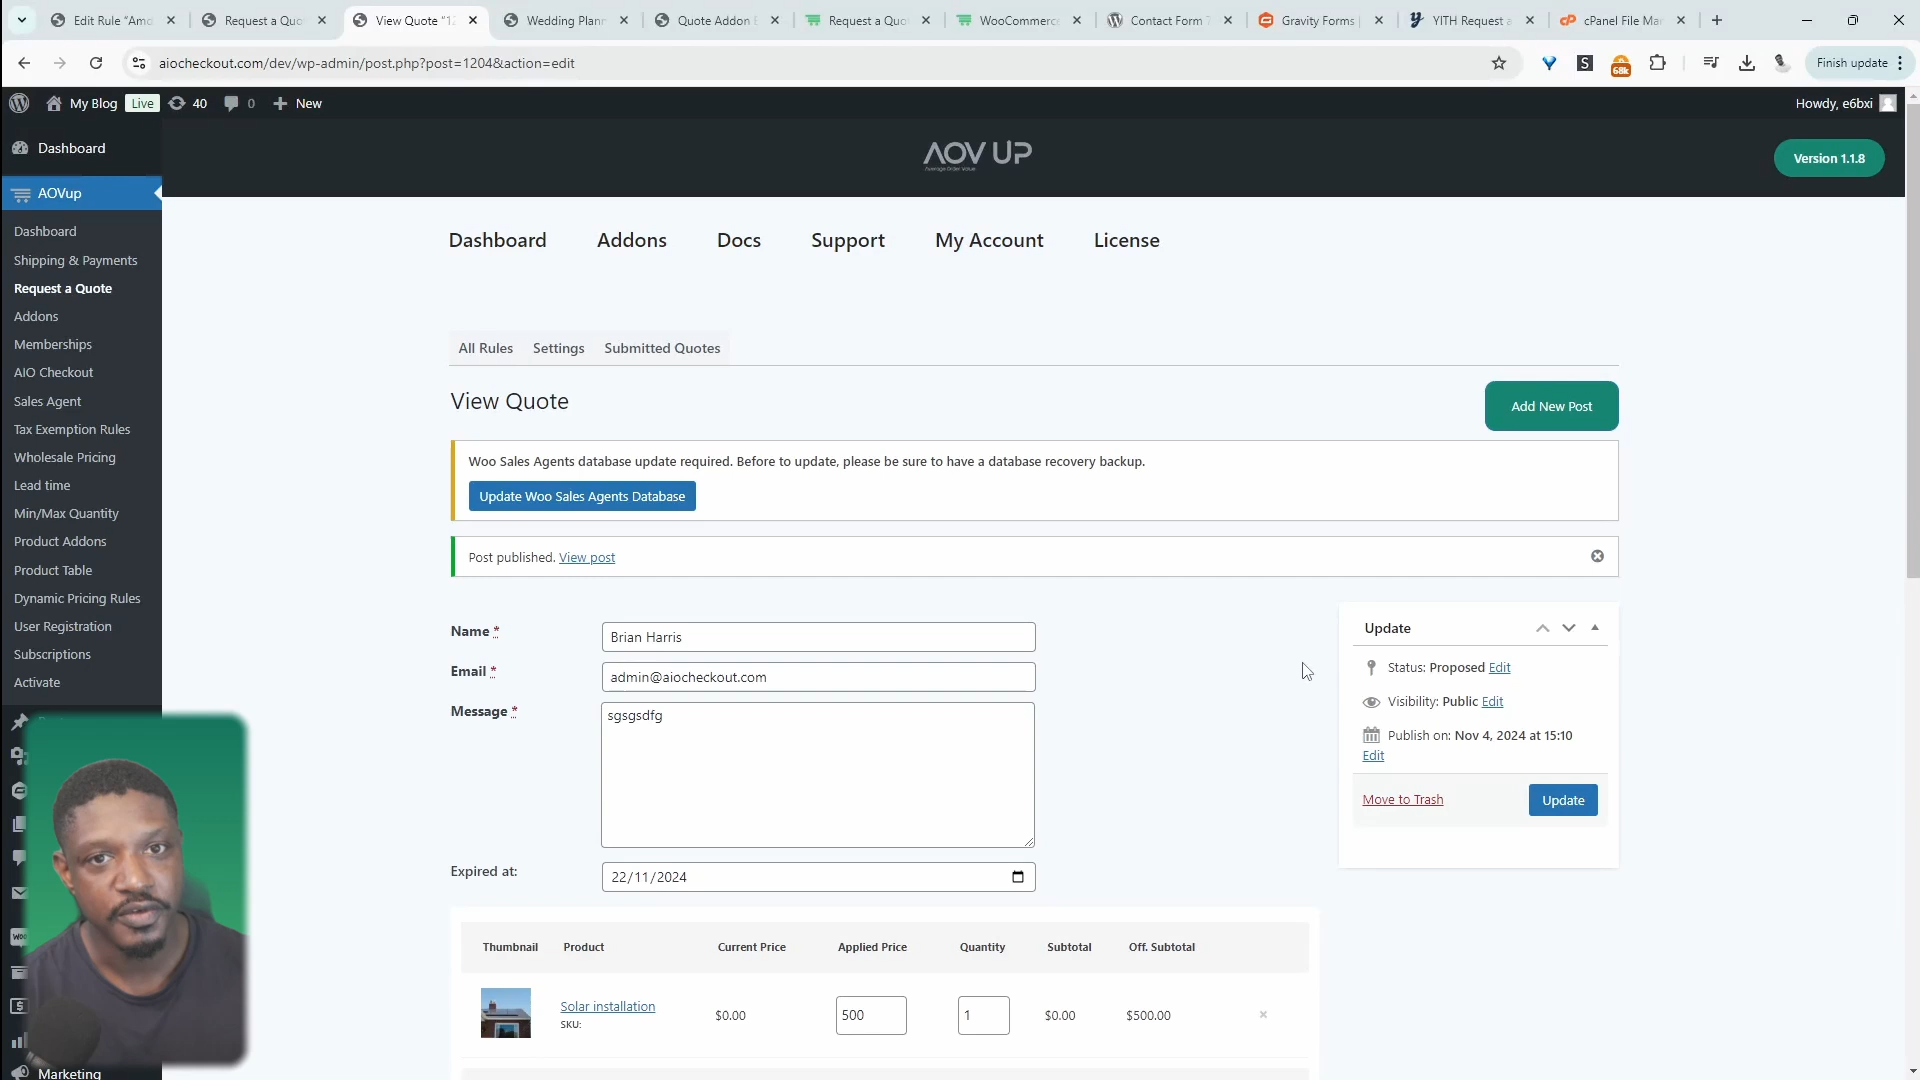 Edit Rule "Amo
Request a Quo
View Quote "12
Wedding Plann
Quote Addon E
Request a Quo
WooCommerce
Contact Form 7
Gravity Forms
YITH Request a
cPanel File Ma
aiocheckout.com/dev/wp-admin/post.php?post=1204&action=edit
68k
Finish update
My Blog
Live
40
0
New
Howdy, e6bxi
Dashboard
AOVup
Dashboard
Shipping & Payments
Request a Quote
Addons
Memberships
AIO Checkout
Sales Agent
Tax Exemption Rules
Wholesale Pricing
Lead time
Min/Max Quantity
Product Addons
Product Table
Dynamic Pricing Rules
User Registration
Subscriptions
Activate
Marketing
AOV UP
Average Order Value
Version 1.1.8
Dashboard Addons Docs Support My Account License
All Rules Settings Submitted Quotes
View Quote
Add New Post
Woo Sales Agents database update required. Before to update, please be sure to have a database recovery backup.
Update Woo Sales Agents Database
Post published. View post
Name *
Brian Harris
Email *
admin@aiocheckout.com
Message *
sgsgsdfg
Expired at:
22/11/2024
Update
Status: Proposed Edit
Visibility: Public Edit
Publish on: Nov 4, 2024 at 15:10
Edit
Move to Trash
Update
Thumbnail Product Current Price Applied Price Quantity Subtotal Off. Subtotal
Solar installation
SKU:
$0.00 500 1 $0.00 $500.00